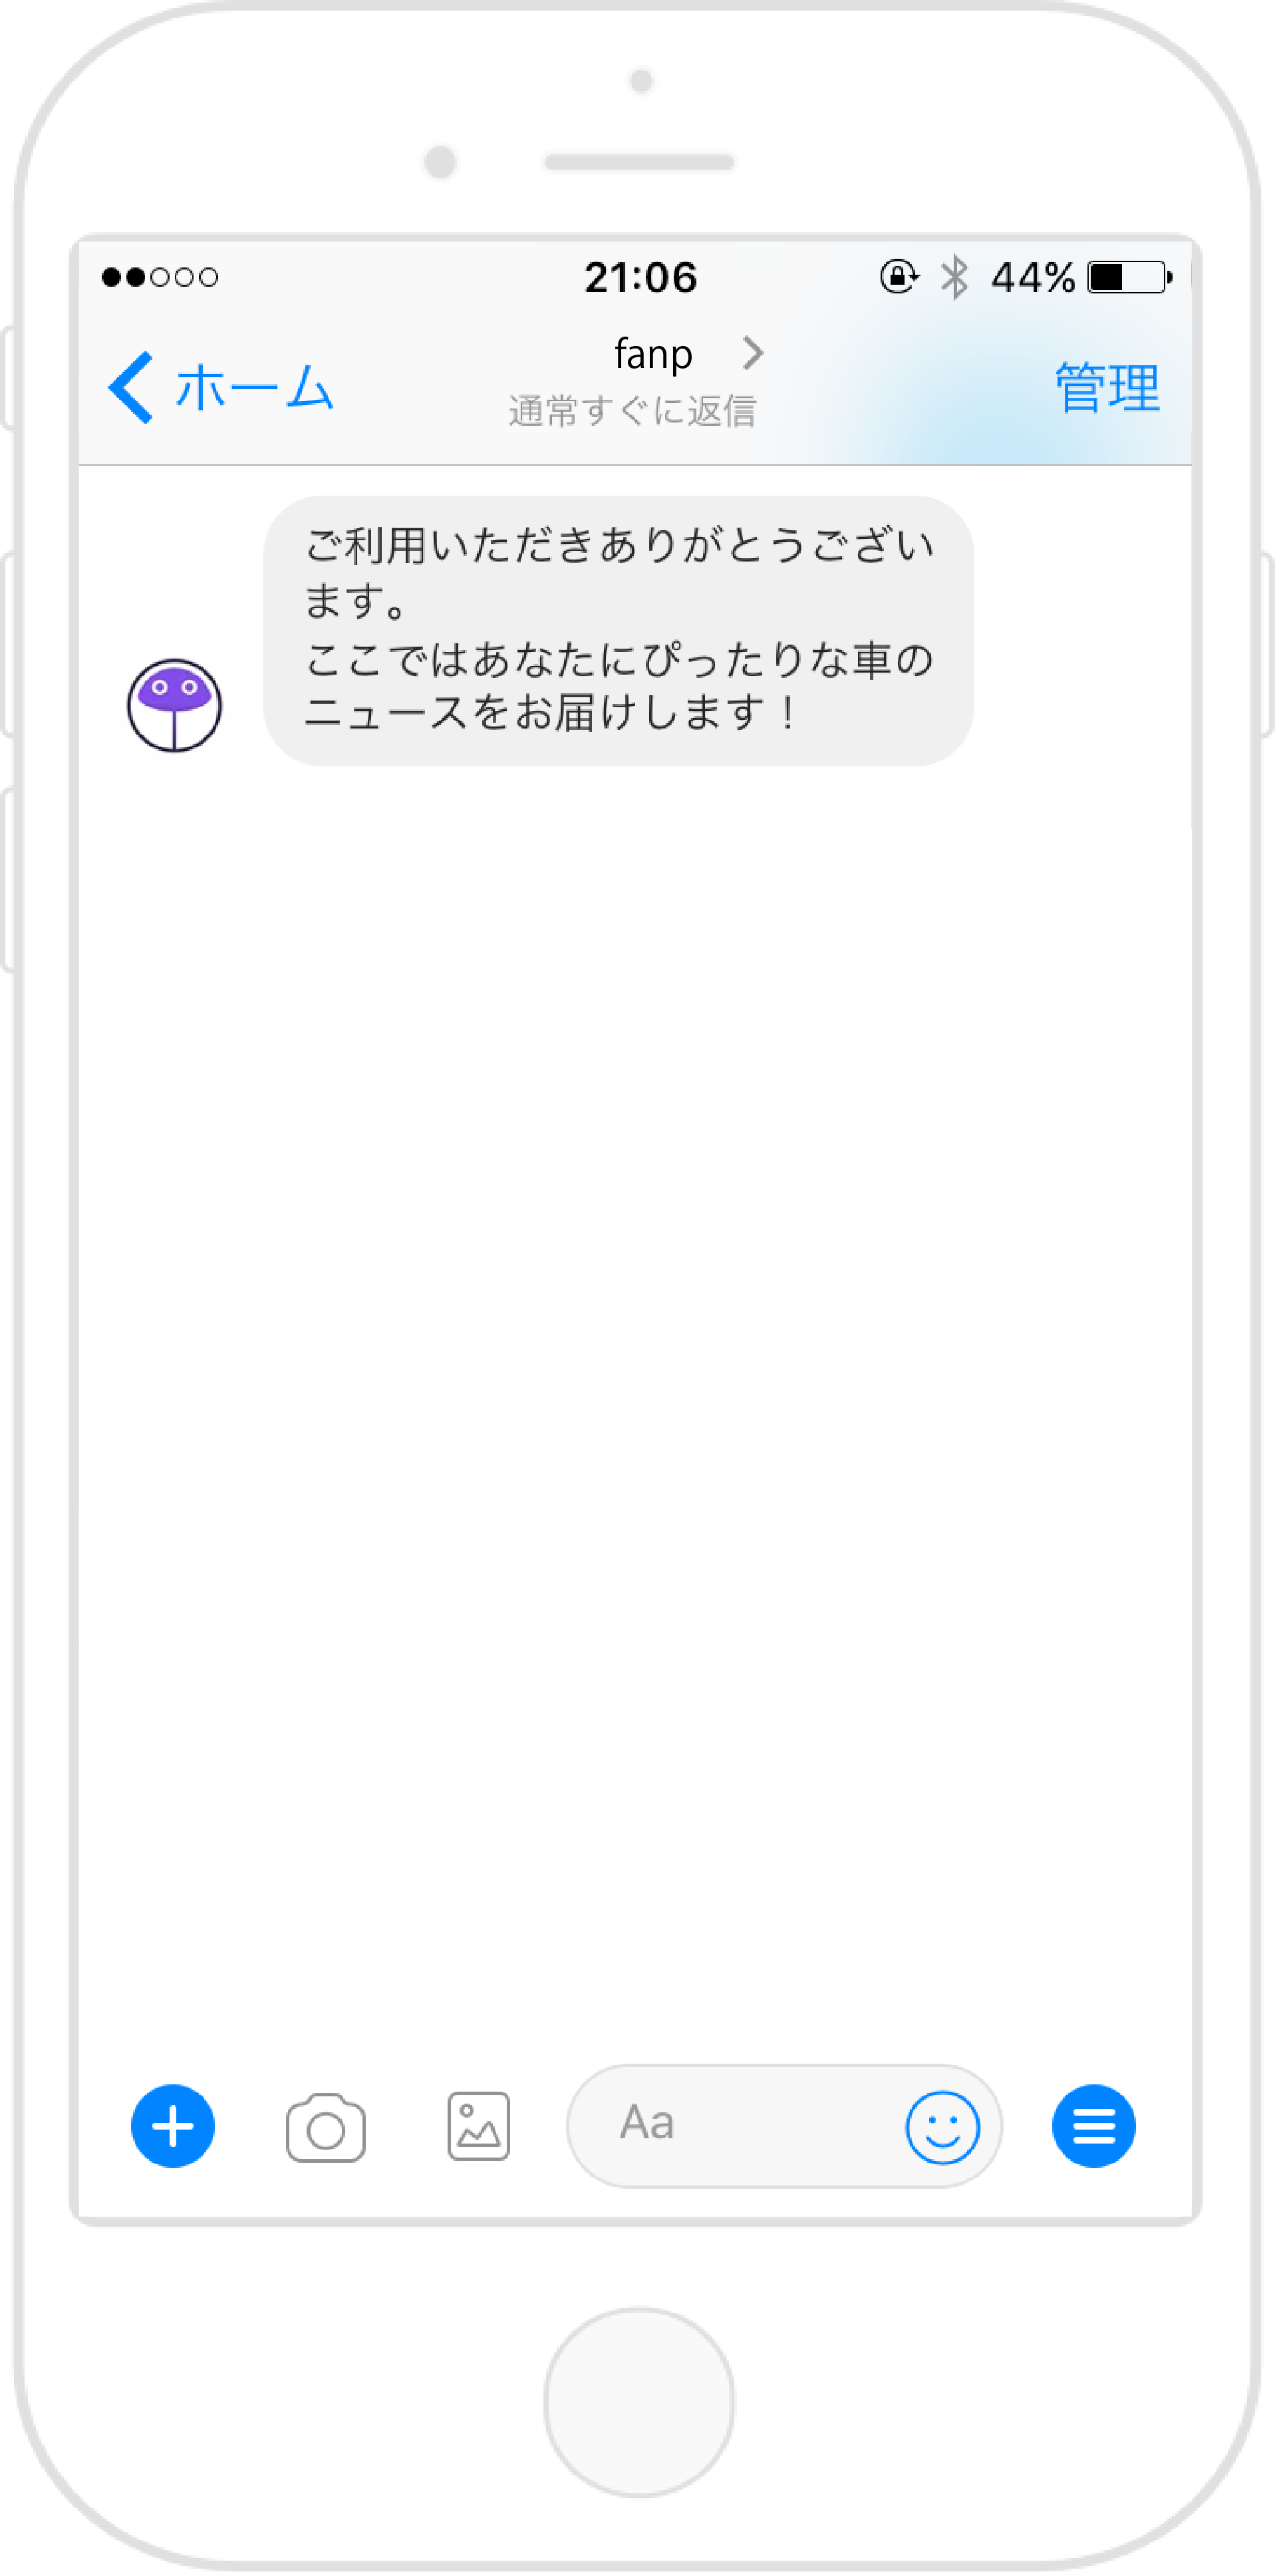 21:06
44%
ホーム
fanp
管理
通常すぐに返信
ご利用いただきありがとうござい
ます。
ここではあなたにぴったりな車の
ニュースをお届けします！
Aa